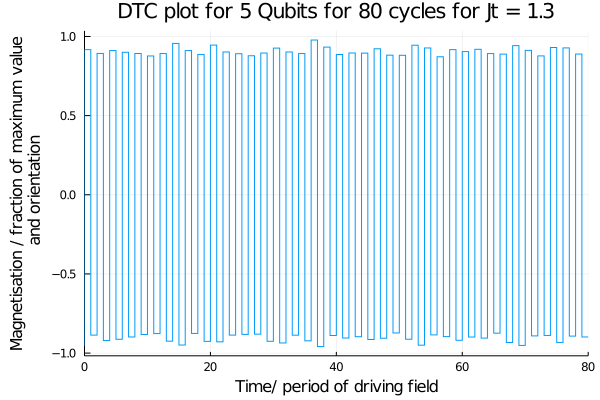 DTC plot for 5 Qubits for 80 cycles for Jt = 1.3
Magnetisation / fraction of maximum value
and orientation
1.0
0.5
0.0
−0.5
−1.0
0 20 40 60 80
Time/ period of driving field